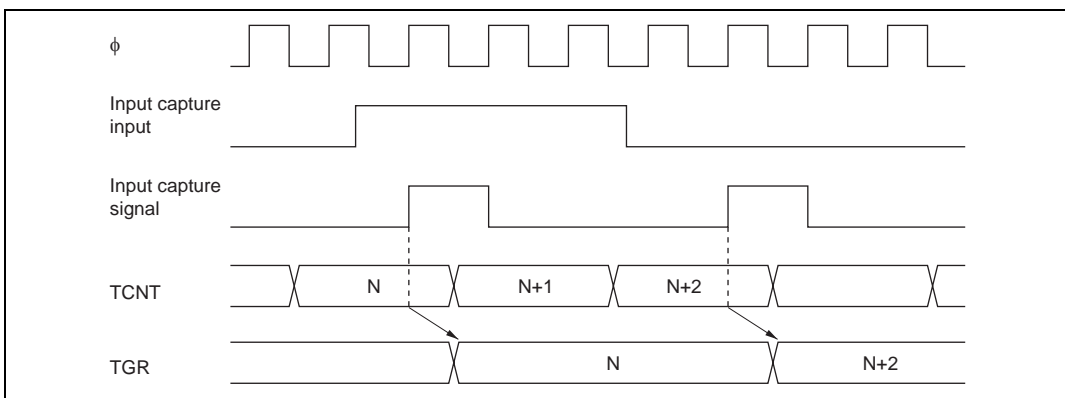 ϕ
Input capture
input
Input capture
signal
TCNT
N
N+1
N+2
TGR
N
N+2